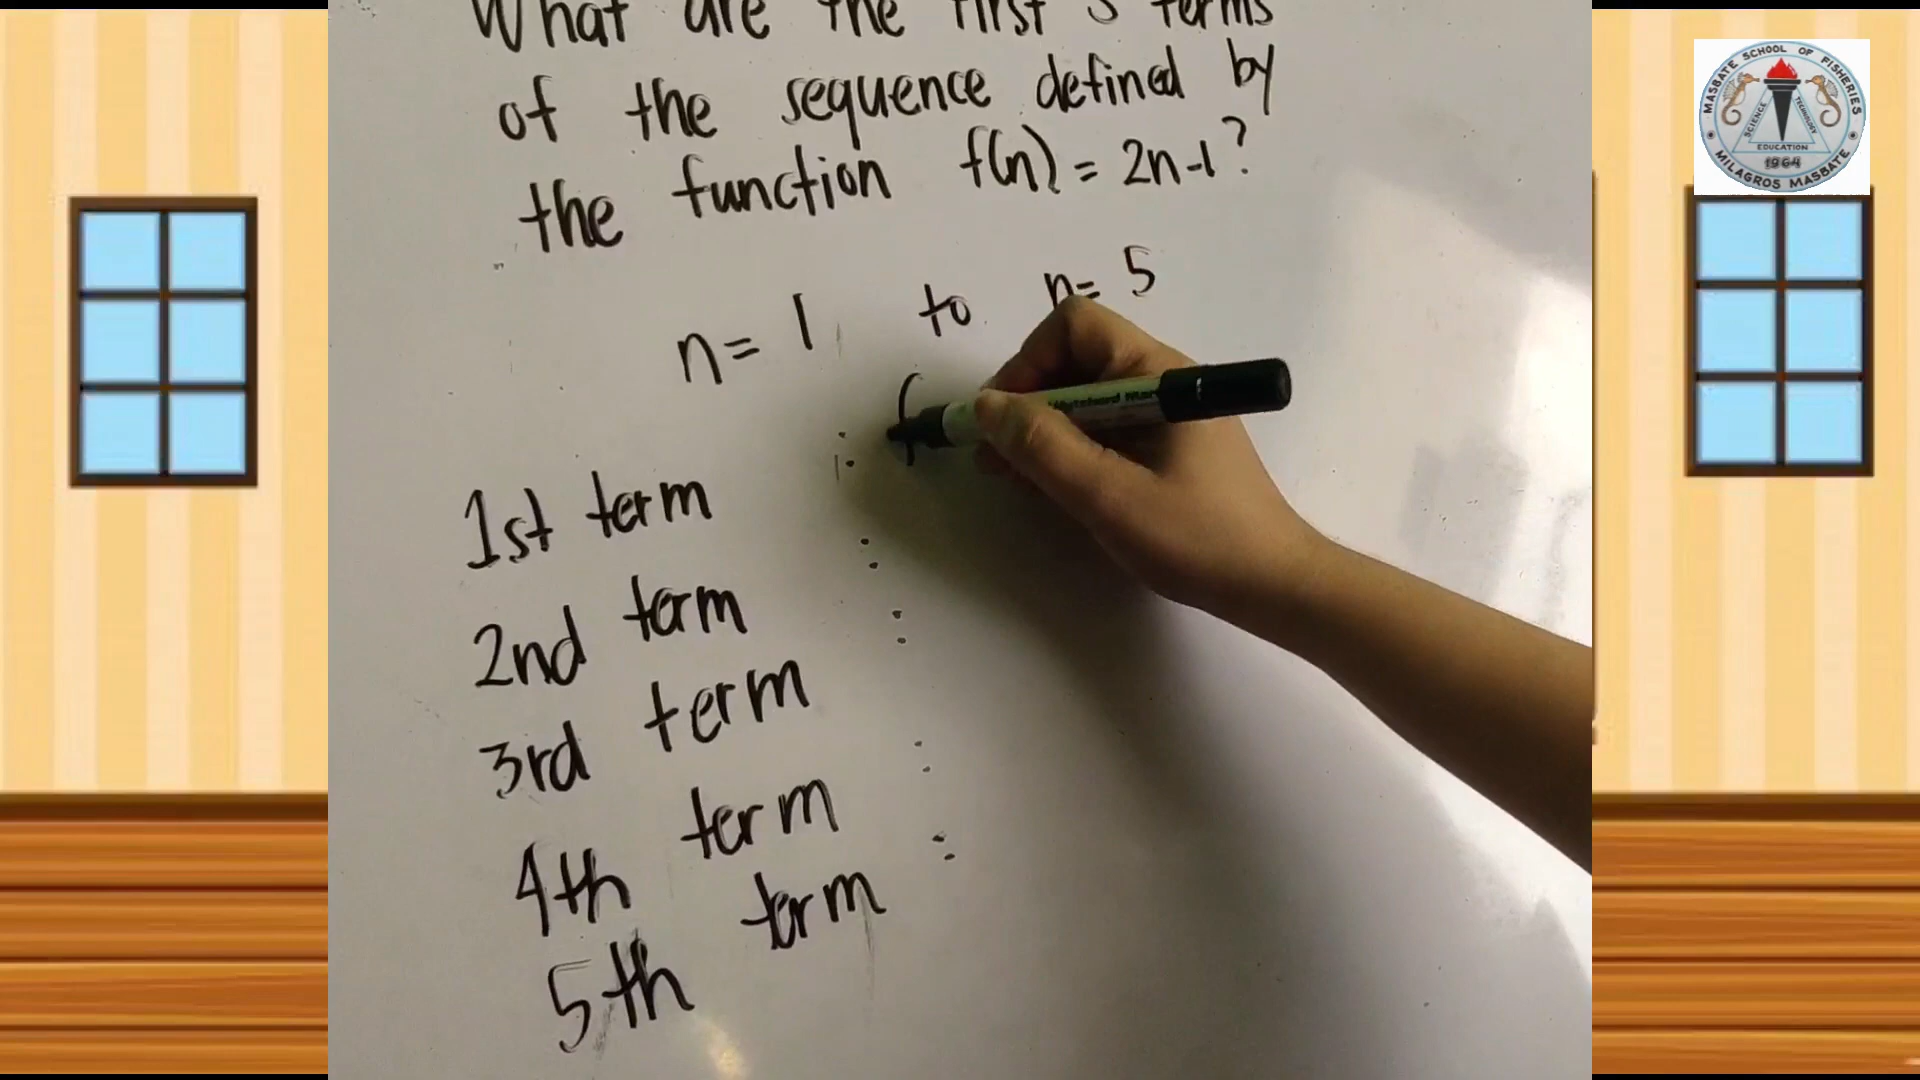 What are the first 5 terms
of the sequence defined by
the function f(n) = 2n-1?
n= 1 to n= 5
f
1st term :
2nd term :
3rd term :
4th term :
5th term :
MASBATE SCHOOL OF FISHERIES
SCIENCE
TECHNOLOGY
EDUCATION
1964
MILAGROS MASBATE